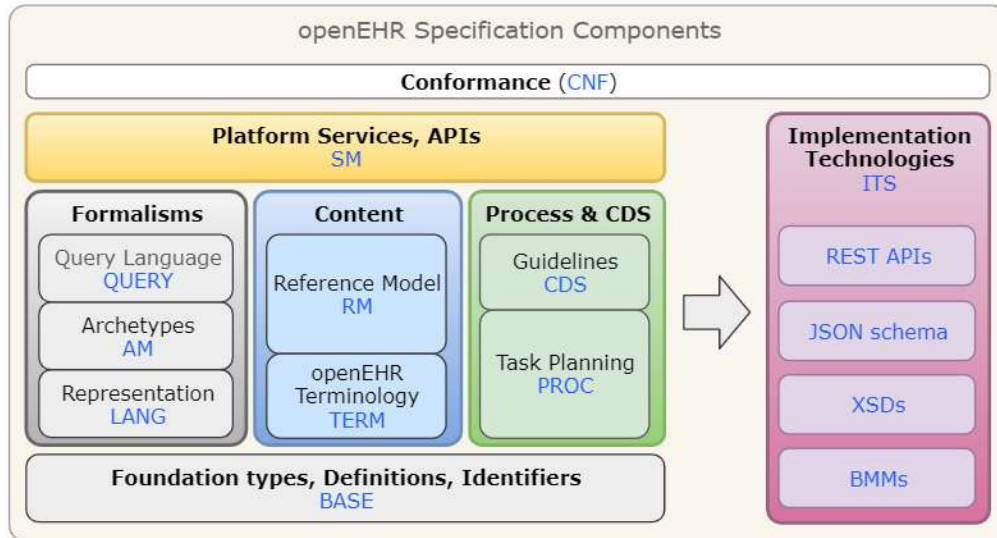 openEHR Specification Components
Conformance (CNF)
Platform Services, APIs
SM
Formalisms
Query Language
QUERY
Archetypes
AM
Representation
LANG
Content
Reference Model
RM
openEHR
Terminology
TERM
Process & CDS
Guidelines
CDS
Task Planning
PROC
Foundation types, Definitions, Identifiers
BASE
Implementation
Technologies
ITS
REST APIs
JSON schema
XSDs
BMMs